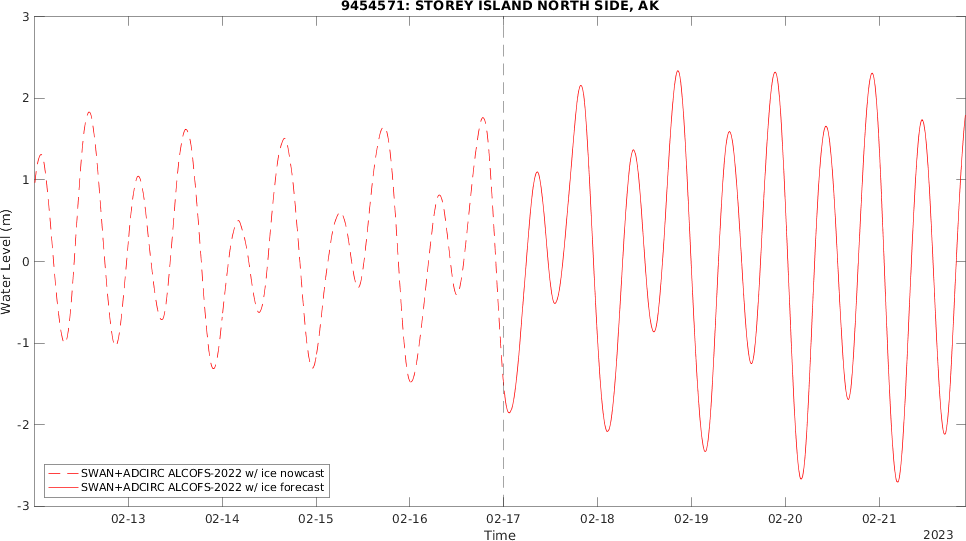 9454571: STOREY ISLAND NORTH SIDE, AK
3
2
1
0
-1
-2
-3
Water Level (m)
SWAN+ADCIRC ALCOFS-2022 w/ ice nowcast
SWAN+ADCIRC ALCOFS-2022 w/ ice forecast
02-13 02-14 02-15 02-16 02-17 02-18 02-19 02-20 02-21
Time
2023